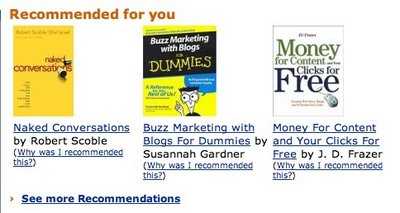 Recommended for you
Robert Scoble Shel Israel
naked
conversations
Buzz Marketing
with Blogs
FOR
DUMMIES
A Reference
for the
Rest of Us!
Susannah Gardner
J.D. Frazer
Money
for Content
and Your
Clicks for
Free
Naked Conversations
by Robert Scoble
(Why was I recommended
this?)
Buzz Marketing with
Blogs For Dummies by
Susannah Gardner
(Why was I recommended
this?)
Money For Content
and Your Clicks For
Free by J. D. Frazer
(Why was I recommended
this?)
› See more Recommendations